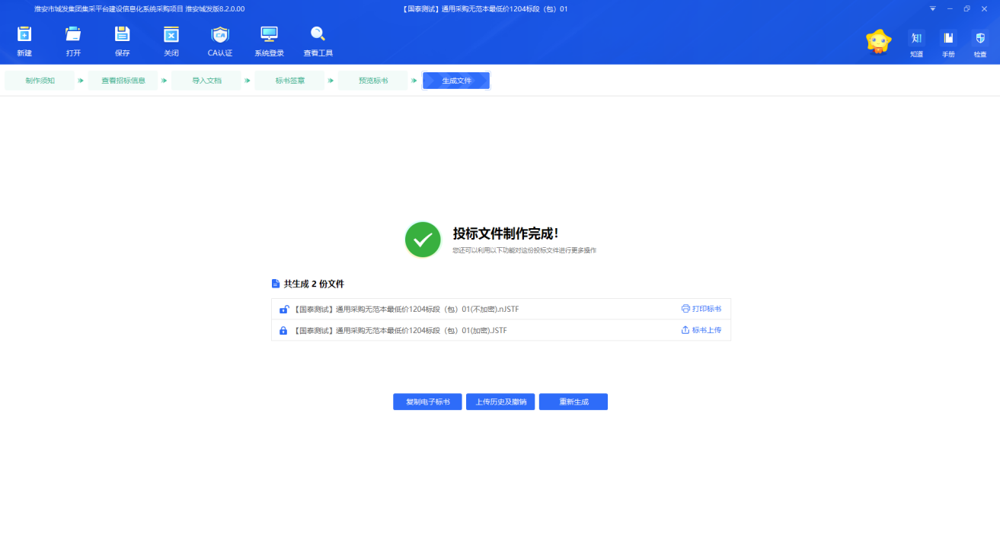 淮安市城发集团集采平台建设信息化系统采购项目 淮安城发版8.2.0.00
【国泰测试】通用采购无范本最低价1204标段（包）01
新建 打开 保存 关闭 CA认证 系统登录 查看工具
知道 手册 检查
制作须知 查看招标信息 导入文档 标书签章 预览标书 生成文件
投标文件制作完成!
您还可以利用以下功能对这份投标文件进行更多操作
共生成 2 份文件
【国泰测试】通用采购无范本最低价1204标段（包）01(不加密).nJSTF 打印标书
【国泰测试】通用采购无范本最低价1204标段（包）01(加密).JSTF 标书上传
复制电子标书 上传历史及撤销 重新生成